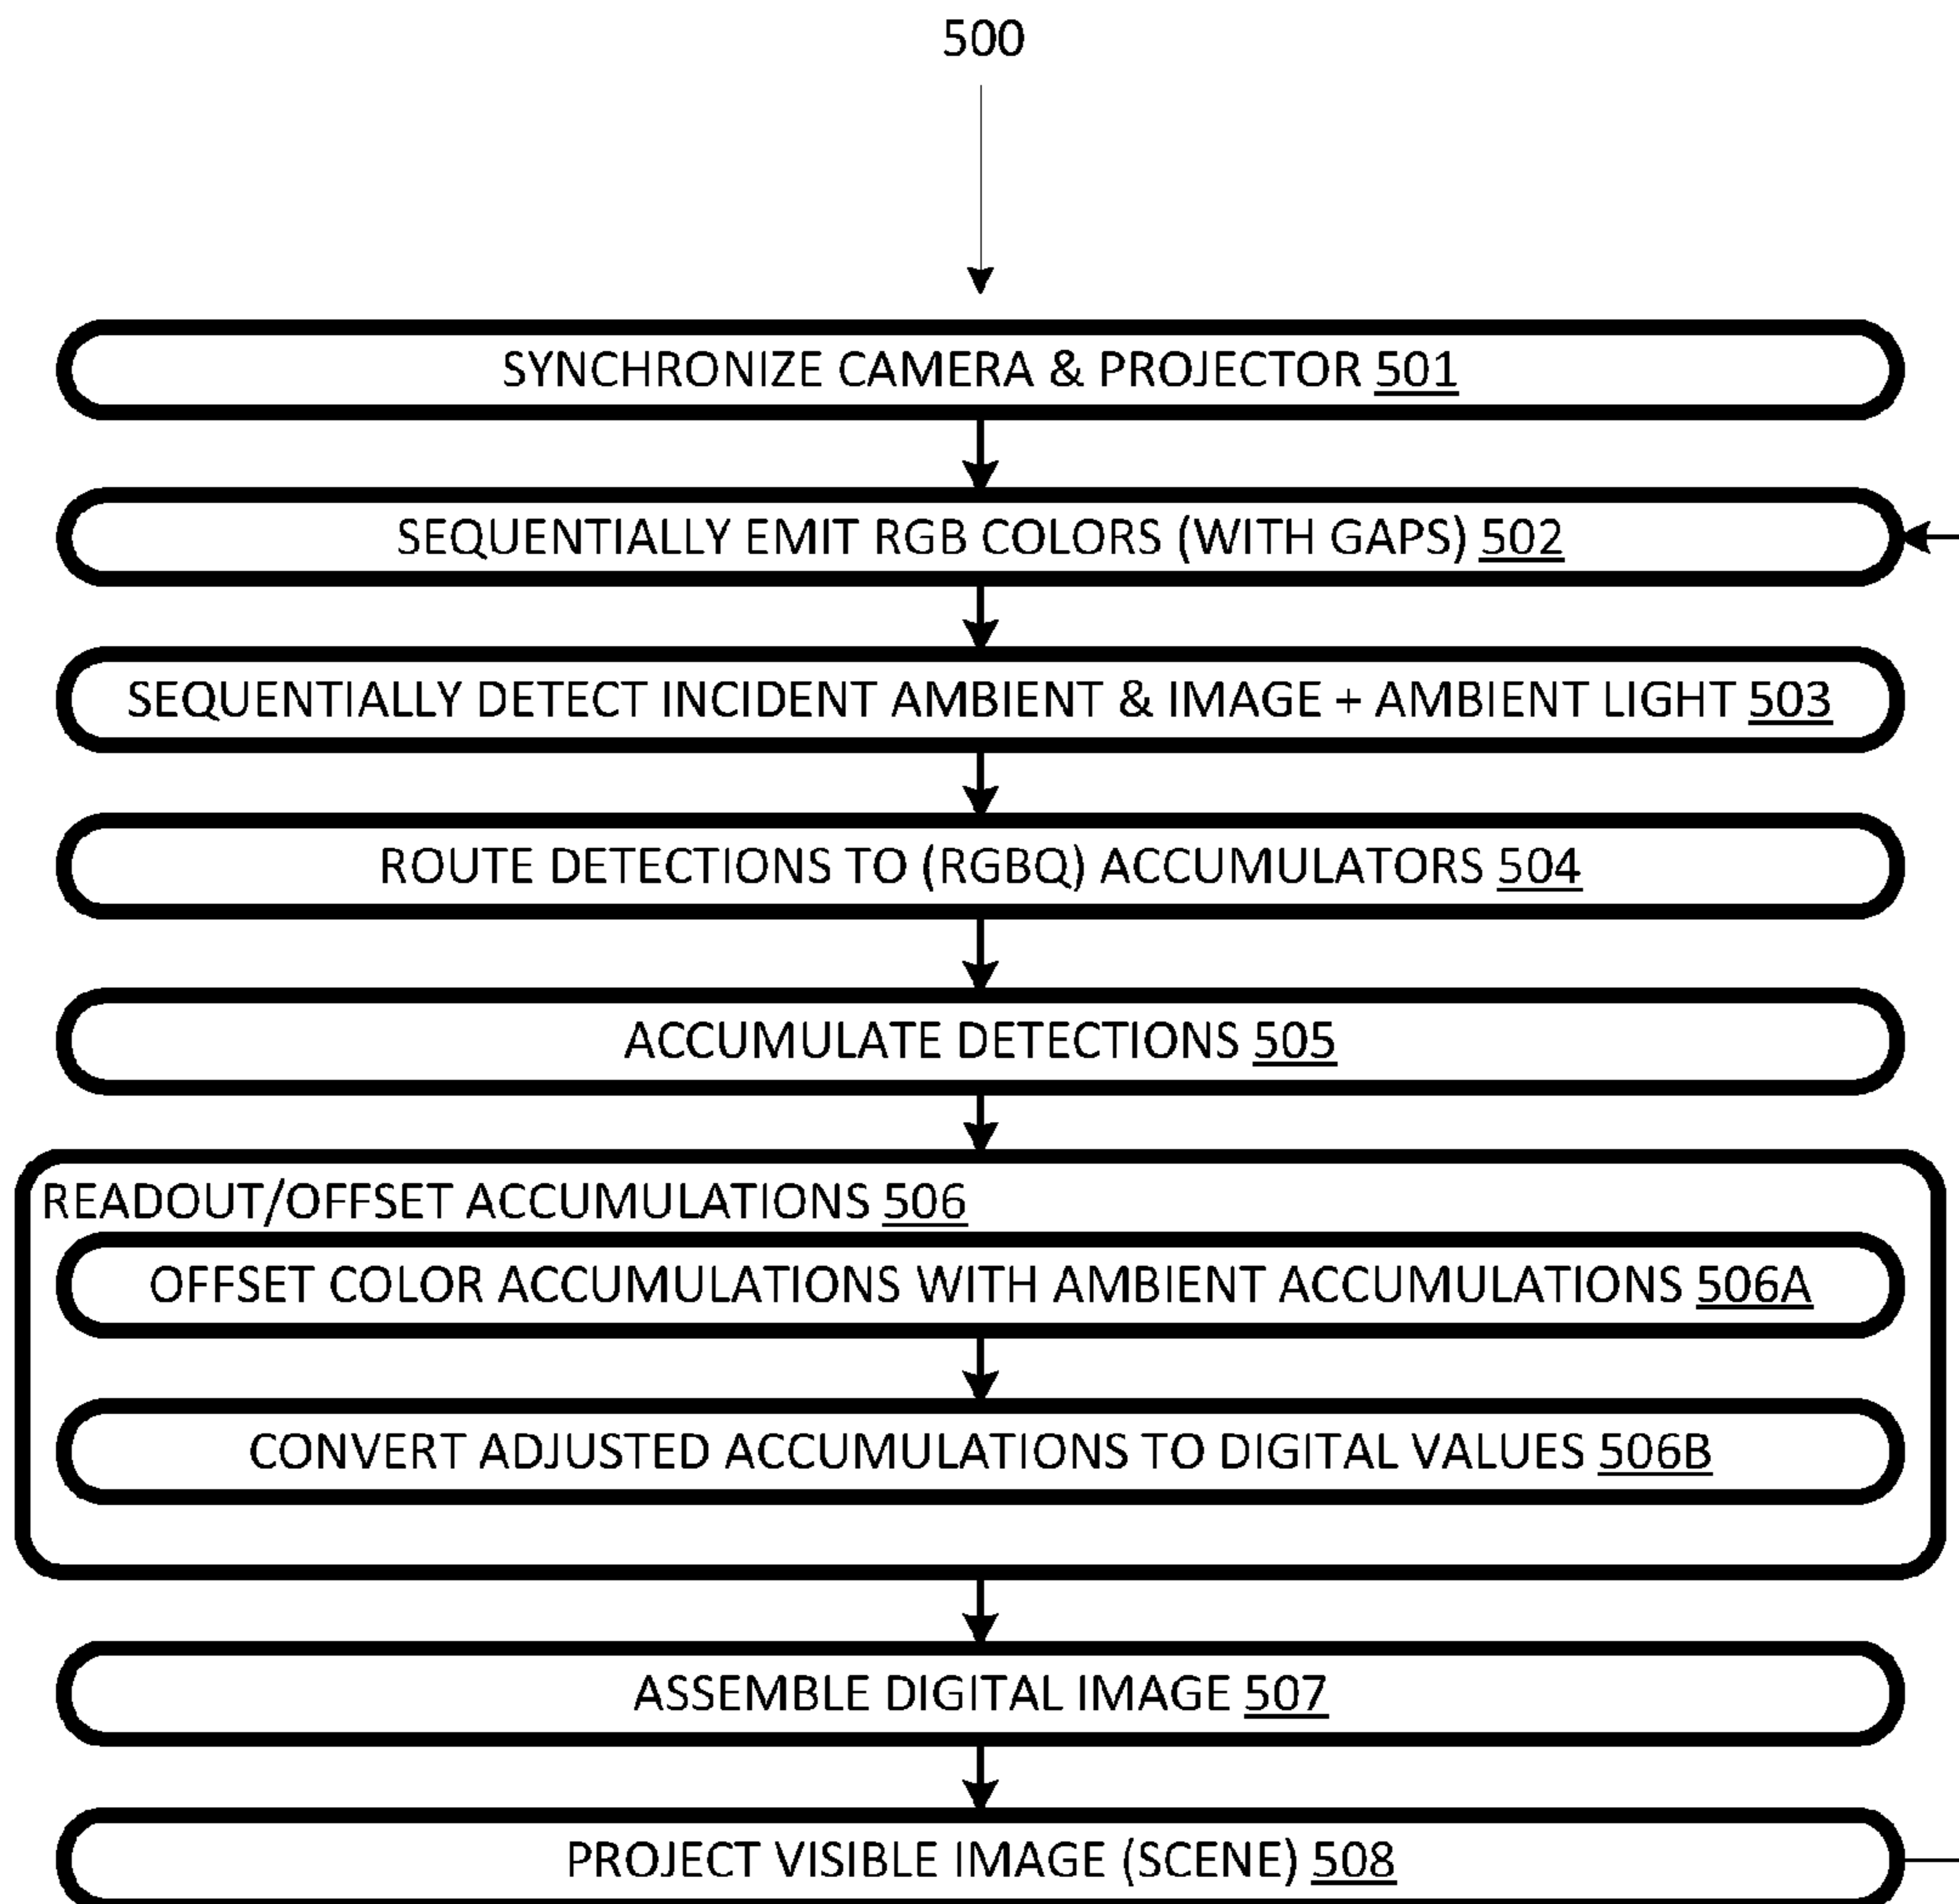 500
SYNCHRONIZE CAMERA & PROJECTOR 501
SEQUENTIALLY EMIT RGB COLORS (WITH GAPS) 502
SEQUENTIALLY DETECT INCIDENT AMBIENT & IMAGE + AMBIENT LIGHT 503
ROUTE DETECTIONS TO (RGBQ) ACCUMULATORS 504
ACCUMULATE DETECTIONS 505
READOUT/OFFSET ACCUMULATIONS 506
OFFSET COLOR ACCUMULATIONS WITH AMBIENT ACCUMULATIONS 506A
CONVERT ADJUSTED ACCUMULATIONS TO DIGITAL VALUES 506B
ASSEMBLE DIGITAL IMAGE 507
PROJECT VISIBLE IMAGE (SCENE) 508